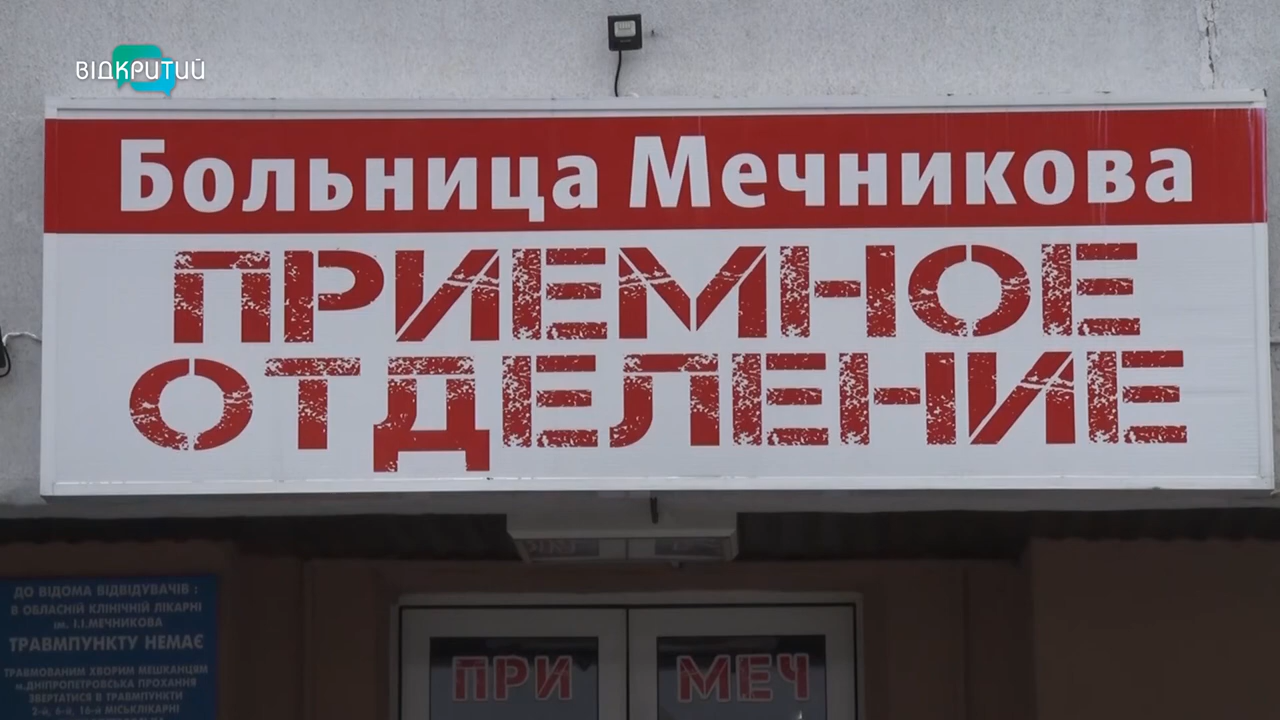 ВІДКРИТИЙ
Больница Мечникова
ПРИЕМНОЕ
ОТДЕЛЕНИЕ
ДО ВІДОМА ВІДВІДУВАЧІВ :
В ОБЛАСНІЙ КЛІНІЧНІЙ ЛІКАРНІ
ім. І.І.МЕЧНИКОВА
ТРАВМПУНКТУ НЕМАЄ
ТРАВМОВАНИМ ХВОРИМ МЕШКАНЦЯМ
м.ДНІПРОПЕТРОВСЬКА ПРОХАННЯ
ЗВЕРТАТИСЯ В ТРАВМПУНКТИ
2-й, 6-й, 16-й МІСЬКЛІКАРНІ
ПРИ МЕЧ